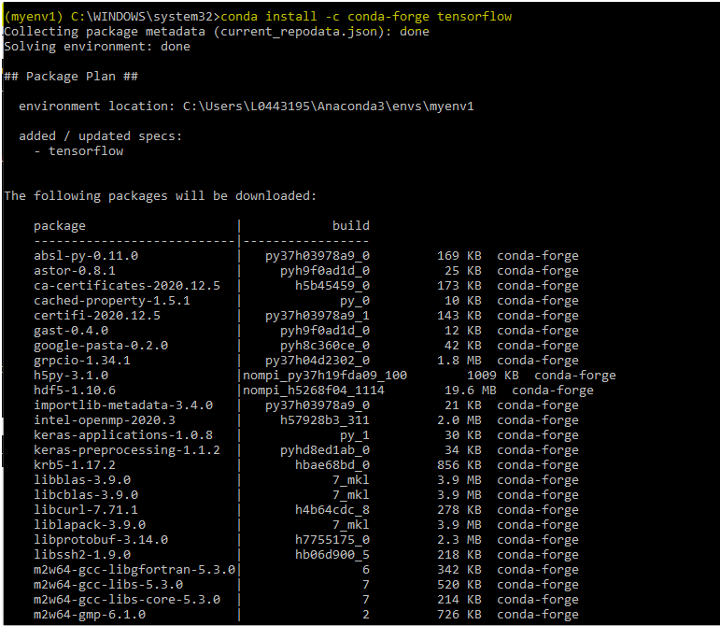 (myenv1) C:\WINDOWS\system32>conda install -c conda-forge tensorflow
Collecting package metadata (current_repodata.json): done
Solving environment: done
## Package Plan ##
environment location: C:\Users\L0443195\Anaconda3\envs\myenv1
added / updated specs:
- tensorflow
The following packages will be downloaded:
package | build
---------------------------|-----------------
absl-py-0.11.0 | py37h03978a9_0 169 KB conda-forge
astor-0.8.1 | pyh9f0ad1d_0 25 KB conda-forge
ca-certificates-2020.12.5 | h5b45459_0 173 KB conda-forge
cached-property-1.5.1 | py_0 10 KB conda-forge
certifi-2020.12.5 | py37h03978a9_1 143 KB conda-forge
gast-0.4.0 | pyh9f0ad1d_0 12 KB conda-forge
google-pasta-0.2.0 | pyh8c360ce_0 42 KB conda-forge
grpcio-1.34.1 | py37h04d2302_0 1.8 MB conda-forge
h5py-3.1.0 |nompi_py37h19fda09_100 1009 KB conda-forge
hdf5-1.10.6 |nompi_h5268f04_1114 19.6 MB conda-forge
importlib-metadata-3.4.0 | py37h03978a9_0 21 KB conda-forge
intel-openmp-2020.3 | h57928b3_311 2.0 MB conda-forge
keras-applications-1.0.8 | py_1 30 KB conda-forge
keras-preprocessing-1.1.2 | pyhd8ed1ab_0 34 KB conda-forge
krb5-1.17.2 | hbae68bd_0 856 KB conda-forge
libblas-3.9.0 | 7_mkl 3.9 MB conda-forge
libcblas-3.9.0 | 7_mkl 3.9 MB conda-forge
libcurl-7.71.1 | h4b64cdc_8 278 KB conda-forge
liblapack-3.9.0 | 7_mkl 3.9 MB conda-forge
libprotobuf-3.14.0 | h7755175_0 2.3 MB conda-forge
libssh2-1.9.0 | hb06d900_5 218 KB conda-forge
m2w64-gcc-libgfortran-5.3.0| 6 342 KB conda-forge
m2w64-gcc-libs-5.3.0 | 7 520 KB conda-forge
m2w64-gcc-libs-core-5.3.0 | 7 214 KB conda-forge
m2w64-gmp-6.1.0 | 2 726 KB conda-forge